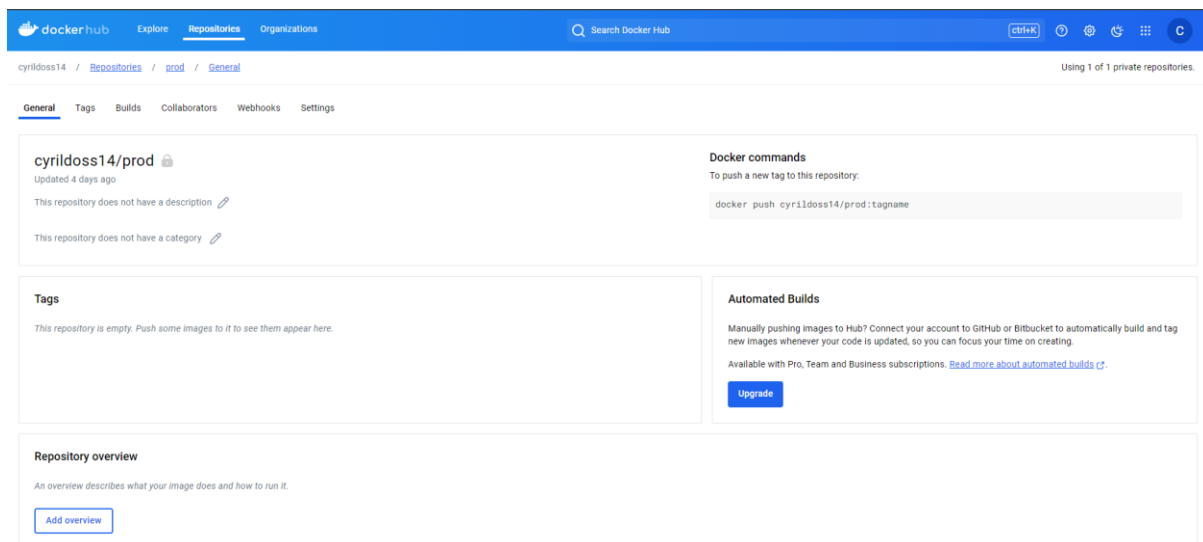 dockerhub Explore Repositories Organizations Search Docker Hub ctrl+K C
cyrildoss14 / Repositories / prod / General Using 1 of 1 private repositories.
General Tags Builds Collaborators Webhooks Settings
cyrildoss14/prod
Updated 4 days ago
This repository does not have a description
This repository does not have a category
Docker commands
To push a new tag to this repository:
docker push cyrildoss14/prod:tagname
Tags
This repository is empty. Push some images to it to see them appear here.
Automated Builds
Manually pushing images to Hub? Connect your account to GitHub or Bitbucket to automatically build and tag
new images whenever your code is updated, so you can focus your time on creating.
Available with Pro, Team and Business subscriptions. Read more about automated builds.
Upgrade
Repository overview
An overview describes what your image does and how to run it.
Add overview